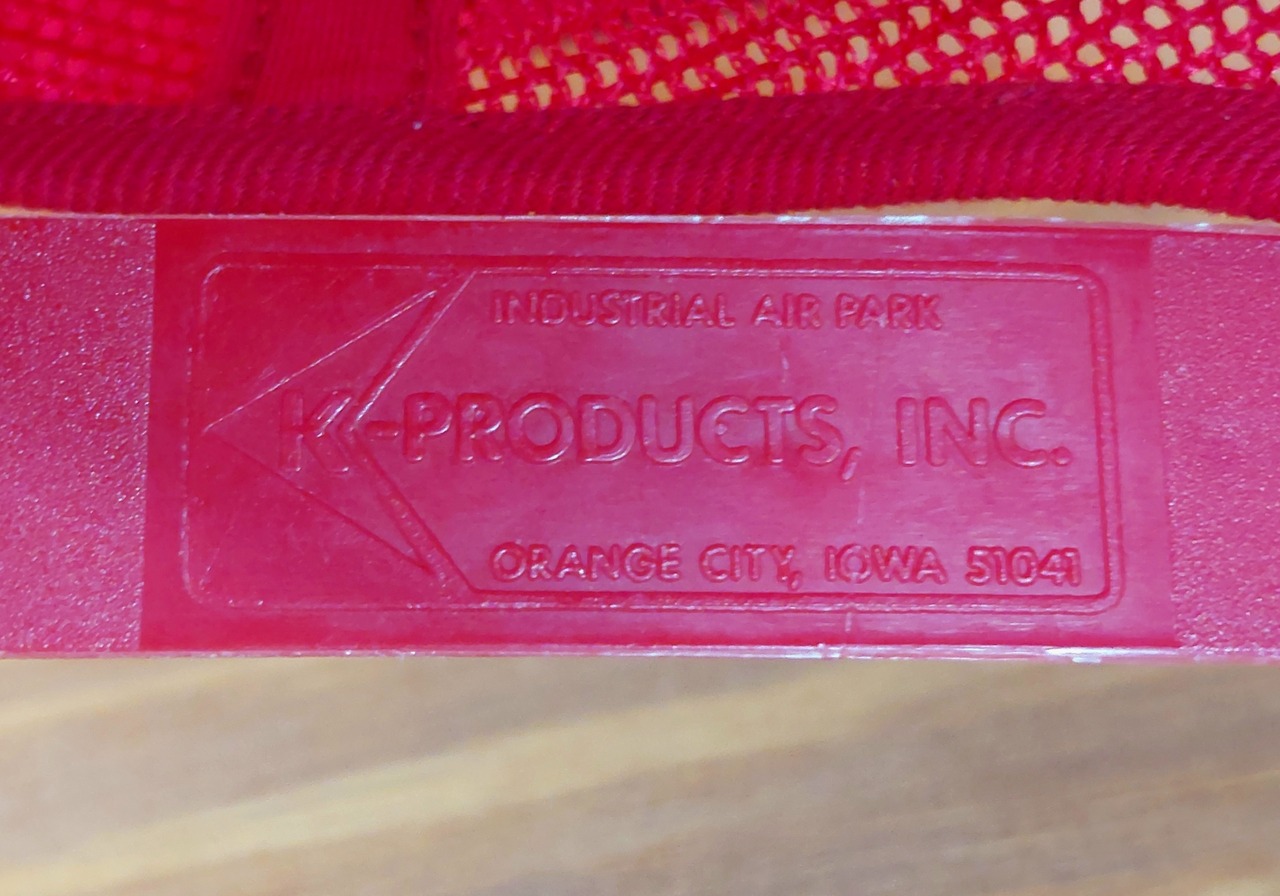 INDUSTRIAL AIR PARK
K-PRODUCTS, INC.
ORANGE CITY, IOWA 51041